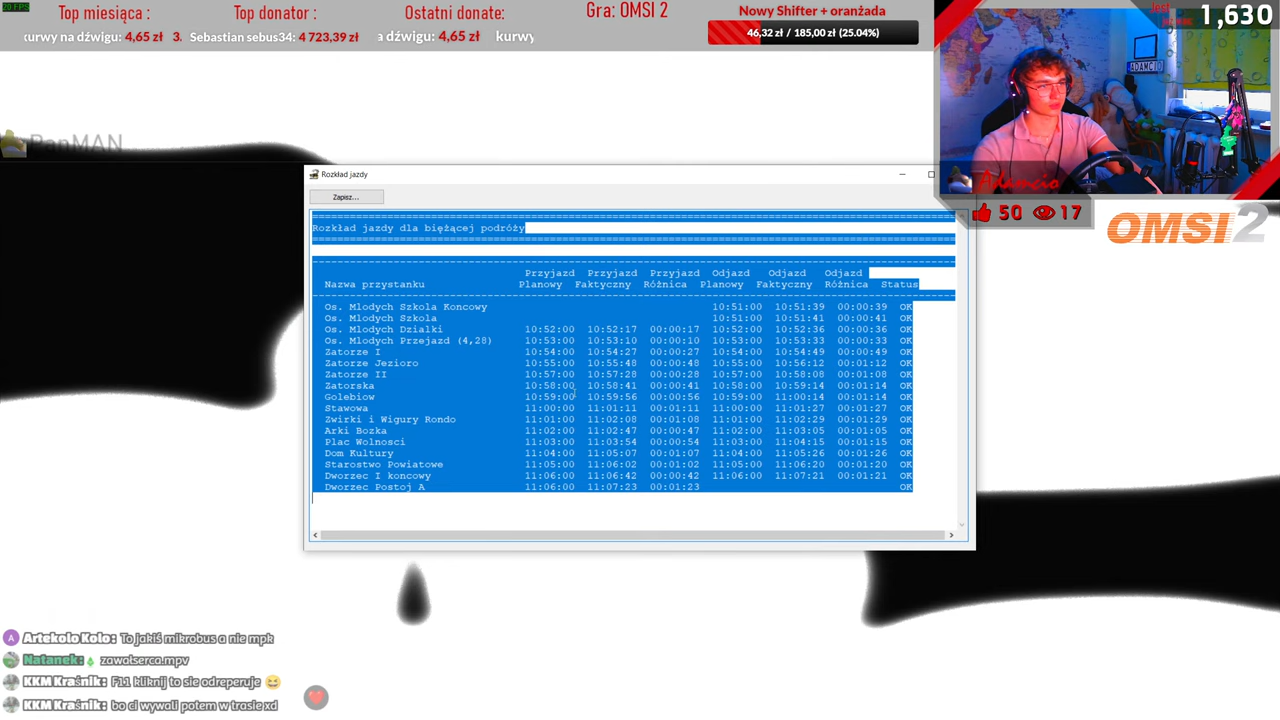 20 FPS
Top miesiąca :
kurwy na dźwigu: 4,65 zł 3.
Top donator :
Sebastian sebus34: 4 723,39 zł
Ostatni donate:
a dźwigu: 4,65 zł kurwy
Gra: OMSI 2
Nowy Shifter + oranżada
46,32 zł / 185,00 zł (25.04%)
Jest
już nas
1,630
ADAMCIO
PanMAN
Adamcio
50 17
OMSI 2
Rozkład jazdy
Zapisz...
Rozkład jazdy dla bieżącej podróży
Przyjazd Przyjazd Przyjazd Odjazd Odjazd Odjazd
Nazwa przystanku Planowy Faktyczny Różnica Planowy Faktyczny Różnica Status
Os. Mlodych Szkola Koncowy 10:51:00 10:51:39 00:00:39 OK
Os. Mlodych Szkola 10:51:00 10:51:41 00:00:41 OK
Os. Mlodych Dzialki 10:52:00 10:52:17 00:00:17 10:52:00 10:52:36 00:00:36 OK
Os. Mlodych Przejazd (4,28) 10:53:00 10:53:10 00:00:10 10:53:00 10:53:33 00:00:33 OK
Zatorze I 10:54:00 10:54:27 00:00:27 10:54:00 10:54:49 00:00:49 OK
Zatorze Jezioro 10:55:00 10:55:48 00:00:48 10:55:00 10:56:12 00:01:12 OK
Zatorze II 10:57:00 10:57:28 00:00:28 10:57:00 10:58:08 00:01:08 OK
Zatorska 10:58:00 10:58:41 00:00:41 10:58:00 10:59:14 00:01:14 OK
Golebiow 10:59:00 10:59:56 00:00:56 10:59:00 11:00:14 00:01:14 OK
Stawowa 11:00:00 11:01:11 00:01:11 11:00:00 11:01:27 00:01:27 OK
Zwirki i Wigury Rondo 11:01:00 11:02:08 00:01:08 11:01:00 11:02:29 00:01:29 OK
Arki Bozka 11:02:00 11:02:47 00:00:47 11:02:00 11:03:05 00:01:05 OK
Plac Wolnosci 11:03:00 11:03:54 00:00:54 11:03:00 11:04:15 00:01:15 OK
Dom Kultury 11:04:00 11:05:07 00:01:07 11:04:00 11:05:26 00:01:26 OK
Starostwo Powiatowe 11:05:00 11:06:02 00:01:02 11:05:00 11:06:20 00:01:20 OK
Dworzec I koncowy 11:06:00 11:06:42 00:00:42 11:06:00 11:07:21 00:01:21 OK
Dworzec Postoj A 11:06:00 11:07:23 00:01:23 OK
A Artekolo Kolo: To jakiś mikrobus a nie mpk
Natanek: zawałserca.mpv
KKM Kraśnik: F11 kliknij to sie odreperuje
KKM Kraśnik: bo ci wywali potem w trasie xd